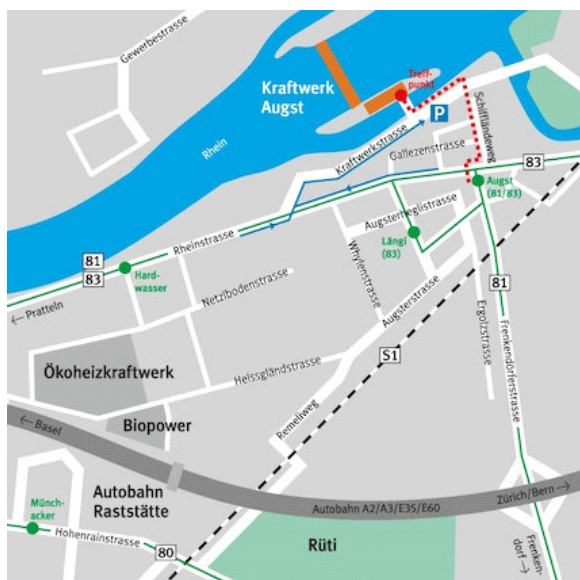 Gewerbestrasse
Kraftwerk
Augst
Treff-
punkt
P
Rhein
Kraftwerkstrasse
Gallezenstrasse
Schiffländeweg
83
Augst
(81/83)
Augsterheglistrasse
Längi
(83)
Rheinstrasse
81
83
Hard-
wasser
← Pratteln
Netzibodenstrasse
Whylenstrasse
Augsterstrasse
Ergolzstrasse
81
Frenkendörferstrasse
S1
Heissgländstrasse
Ökoheizkraftwerk
Biopower
Remeliweg
← Basel
Autobahn
Raststätte
Autobahn A2/A3/E35/E60
Zürich/Bern →
Münch-
acker
Hohenrainstrasse
80
Rüti
Frenken-
dorf →